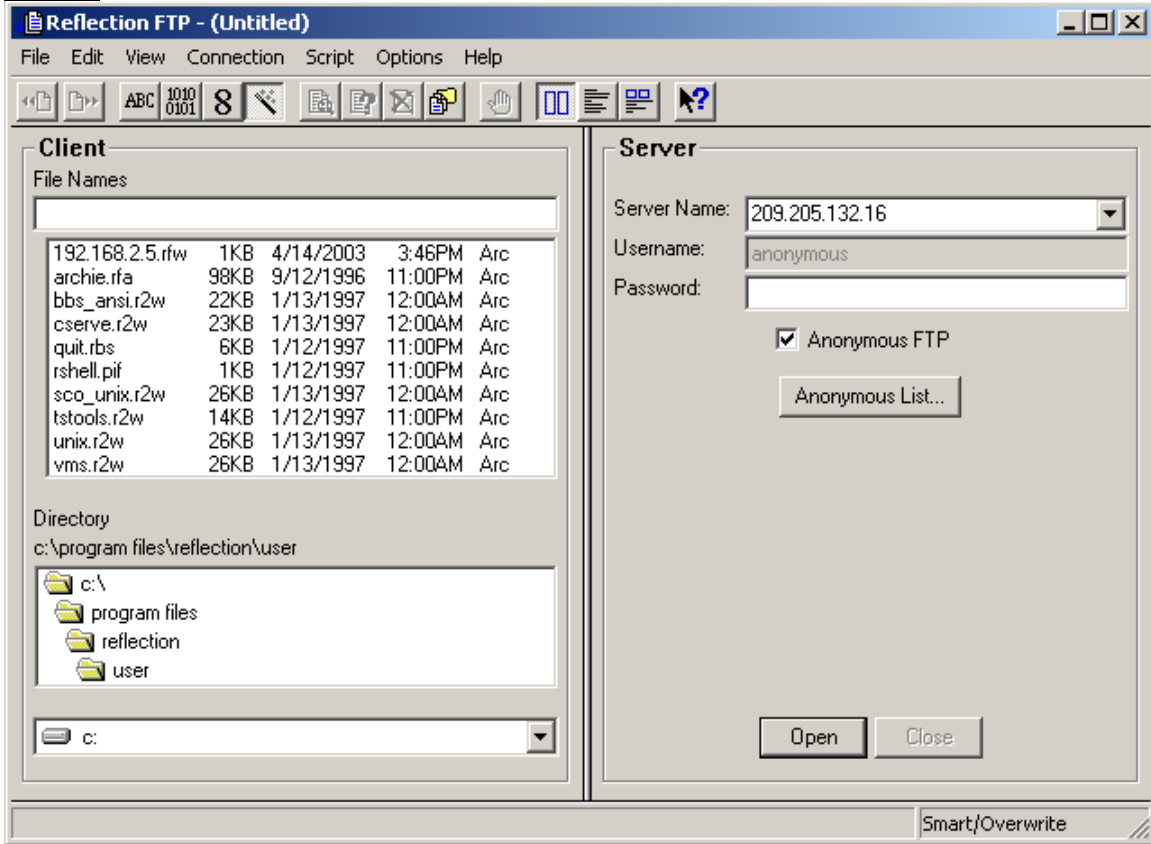 Reflection FTP - (Untitled)
File Edit View Connection Script Options Help
ABC 1010 0101 8 ?
Client
File Names
192.168.2.5.rfw 1KB 4/14/2003 3:46PM Arc
archie.rfa 98KB 9/12/1996 11:00PM Arc
bbs_ansi.r2w 22KB 1/13/1997 12:00AM Arc
cserve.r2w 23KB 1/13/1997 12:00AM Arc
quit.rbs 6KB 1/12/1997 11:00PM Arc
rshell.pif 1KB 1/12/1997 11:00PM Arc
sco_unix.r2w 26KB 1/13/1997 12:00AM Arc
tstools.r2w 14KB 1/12/1997 11:00PM Arc
unix.r2w 26KB 1/13/1997 12:00AM Arc
vms.r2w 26KB 1/13/1997 12:00AM Arc
Directory
c:\program files\reflection\user
c:\
program files
reflection
user
c:
Server
Server Name: 209.205.132.16
Username: anonymous
Password:
Anonymous FTP
Anonymous List...
Open Close
Smart/Overwrite